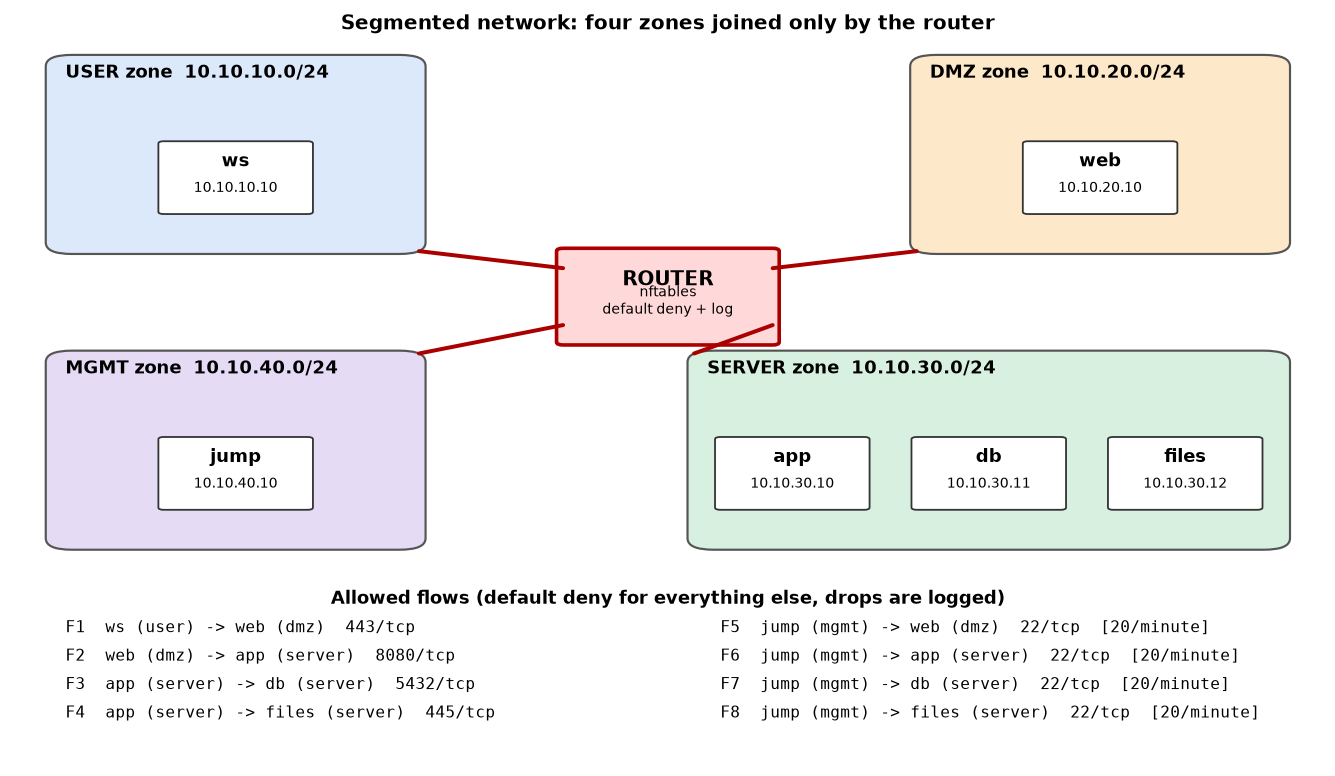 Segmented network: four zones joined only by the router
USER zone  10.10.10.0/24
ws
10.10.10.10
DMZ zone  10.10.20.0/24
web
10.10.20.10
ROUTER
nftables
default deny + log
MGMT zone  10.10.40.0/24
jump
10.10.40.10
SERVER zone  10.10.30.0/24
app
10.10.30.10
db
10.10.30.11
files
10.10.30.12
Allowed flows (default deny for everything else, drops are logged)
F1  ws (user) -> web (dmz)  443/tcp
F2  web (dmz) -> app (server)  8080/tcp
F3  app (server) -> db (server)  5432/tcp
F4  app (server) -> files (server)  445/tcp
F5  jump (mgmt) -> web (dmz)  22/tcp  [20/minute]
F6  jump (mgmt) -> app (server)  22/tcp  [20/minute]
F7  jump (mgmt) -> db (server)  22/tcp  [20/minute]
F8  jump (mgmt) -> files (server)  22/tcp  [20/minute]